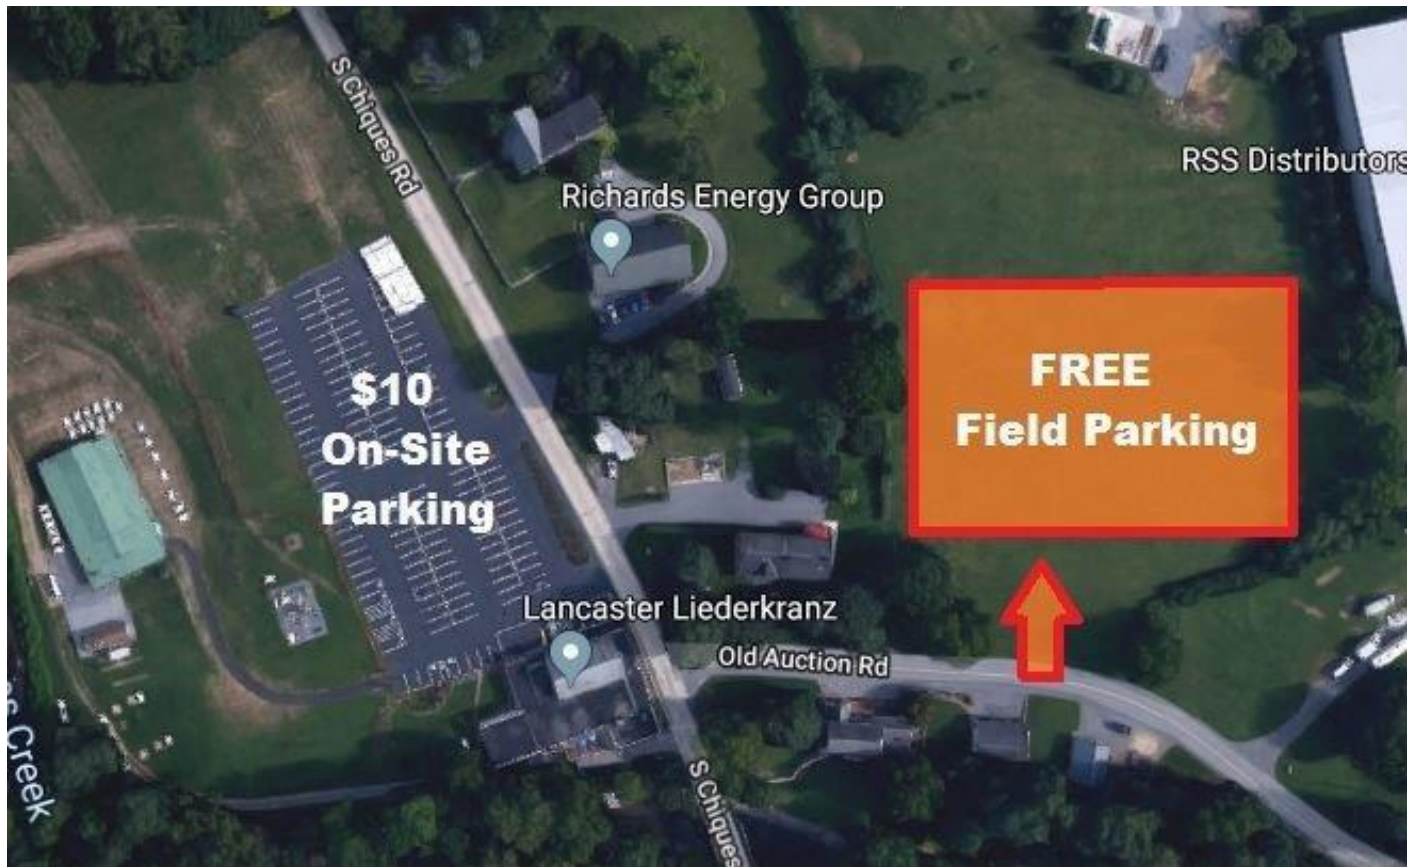 S Chiques Rd
RSS Distributors
Richards Energy Group
FREE
Field Parking
$10
On-Site
Parking
Lancaster Liederkranz
Old Auction Rd
S Chiques
Creek